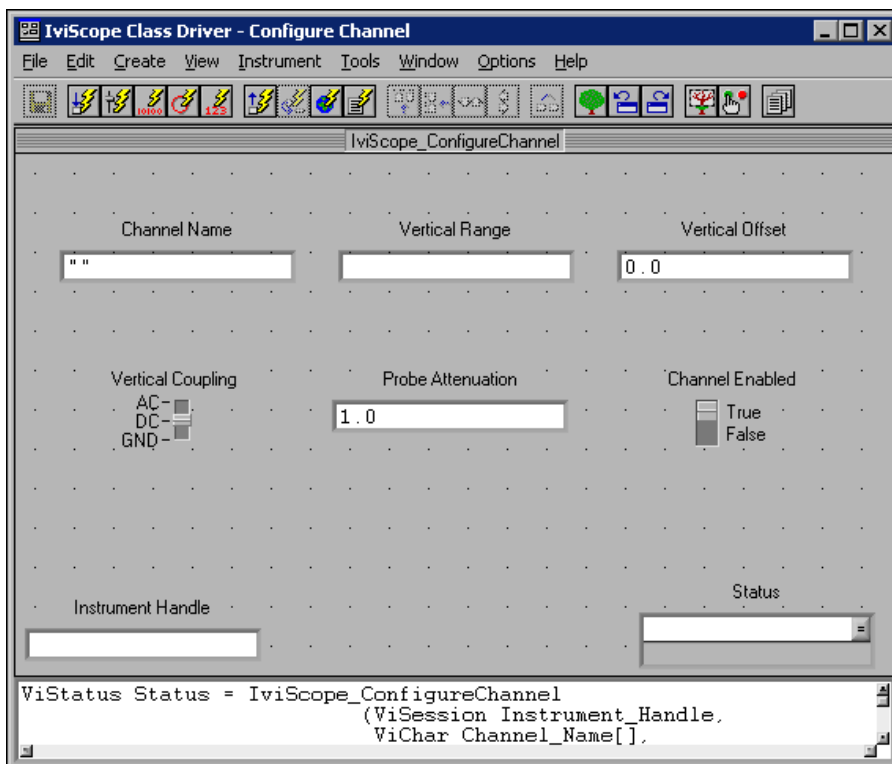 IviScope Class Driver - Configure Channel
File Edit Create View Instrument Tools Window Options Help
10100 123
IviScope_ConfigureChannel
Channel Name Vertical Range Vertical Offset
"" 0.0
Vertical Coupling Probe Attenuation Channel Enabled
AC
DC
GND
1.0
True
False
Instrument Handle Status
=
ViStatus Status = IviScope_ConfigureChannel
(ViSession Instrument_Handle,
ViChar Channel_Name[],